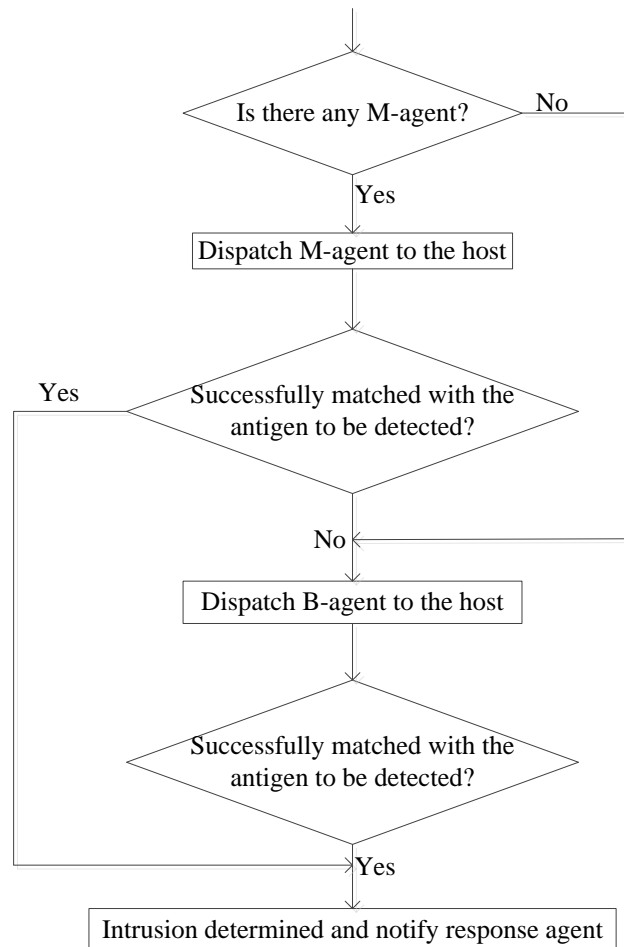 Is there any M-agent?
No
Yes
Dispatch M-agent to the host
Yes
Successfully matched with the
antigen to be detected?
No
Dispatch B-agent to the host
Successfully matched with the
antigen to be detected?
Yes
Intrusion determined and notify response agent